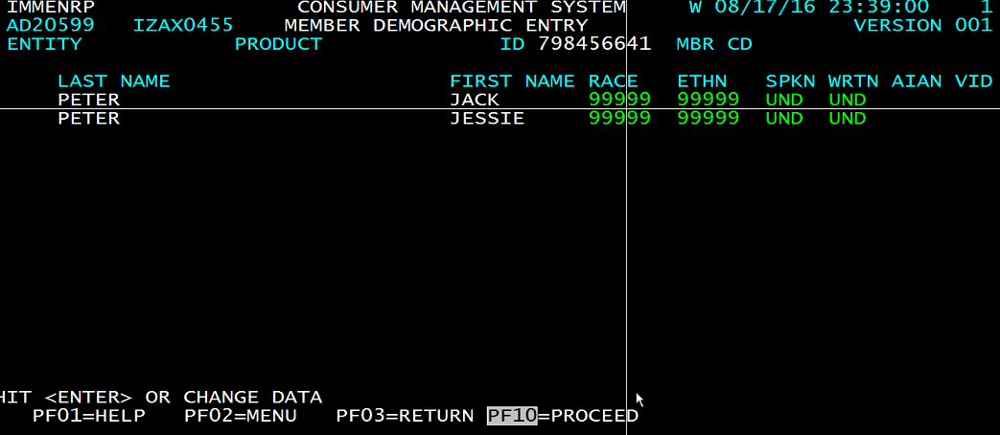 IMMENRP CONSUMER MANAGEMENT SYSTEM W 08/17/16 23:39:00 1
AD20599 IZAX0455 MEMBER DEMOGRAPHIC ENTRY VERSION 001
ENTITY PRODUCT ID 798456641 MBR CD
LAST NAME FIRST NAME RACE ETHN SPKN WRTN AIAN VID
PETER JACK 99999 99999 UND UND
PETER JESSIE 99999 99999 UND UND
HIT <ENTER> OR CHANGE DATA
PF01=HELP PF02=MENU PF03=RETURN PF10=PROCEED